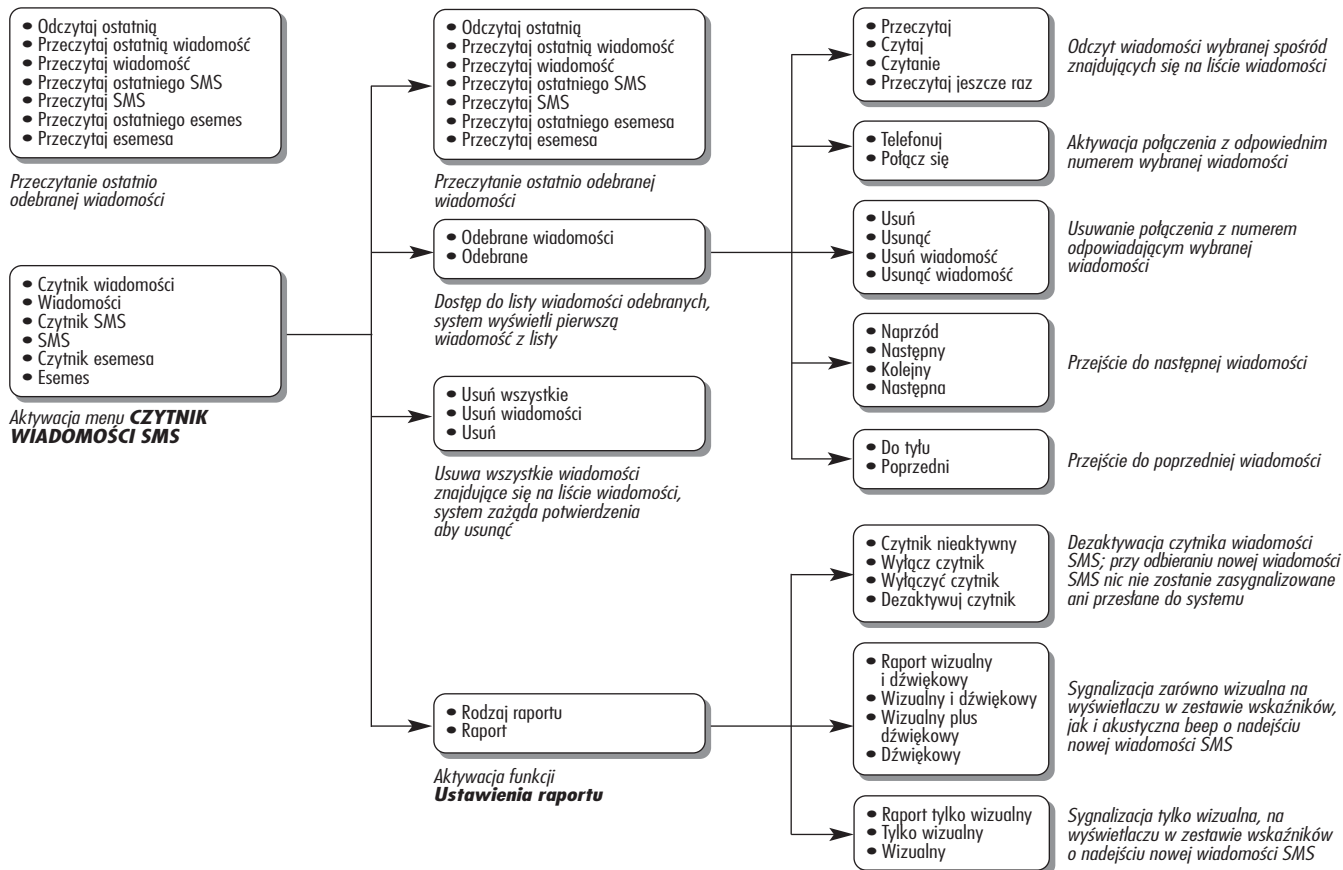 • Odczytaj ostatnią
• Przeczytaj ostatnią wiadomość
• Przeczytaj wiadomość
• Przeczytaj ostatniego SMS
• Przeczytaj SMS
• Przeczytaj ostatniego esemes
• Przeczytaj esemesa
Przeczytanie ostatnio
odebranej wiadomości
• Czytnik wiadomości
• Wiadomości
• Czytnik SMS
• SMS
• Czytnik esemesa
• Esemes
Aktywacja menu CZYTNIK
WIADOMOŚCI SMS
• Odczytaj ostatnią
• Przeczytaj ostatnią wiadomość
• Przeczytaj wiadomość
• Przeczytaj ostatniego SMS
• Przeczytaj SMS
• Przeczytaj ostatniego esemesa
• Przeczytaj esemesa
Przeczytanie ostatnio odebranej
wiadomości
• Odebrane wiadomości
• Odebrane
Dostęp do listy wiadomości odebranych,
system wyświetli pierwszą
wiadomość z listy
• Usuń wszystkie
• Usuń wiadomości
• Usuń
Usuwa wszystkie wiadomości
znajdujące się na liście wiadomości,
system zażąda potwierdzenia
aby usunąć
• Rodzaj raportu
• Raport
Aktywacja funkcji
Ustawienia raportu
• Przeczytaj
• Czytaj
• Czytanie
• Przeczytaj jeszcze raz
Odczyt wiadomości wybranej spośród
znajdujących się na liście wiadomości
• Telefonuj
• Połącz się
Aktywacja połączenia z odpowiednim
numerem wybranej wiadomości
• Usuń
• Usunąć
• Usuń wiadomość
• Usunąć wiadomość
Usuwanie połączenia z numerem
odpowiadającym wybranej
wiadomości
• Naprzód
• Następny
• Kolejny
• Następna
Przejście do następnej wiadomości
• Do tyłu
• Poprzedni
Przejście do poprzedniej wiadomości
• Czytnik nieaktywny
• Wyłącz czytnik
• Wyłączyć czytnik
• Dezaktywuj czytnik
Dezaktywacja czytnika wiadomości
SMS; przy odbieraniu nowej wiadomości
SMS nic nie zostanie zasygnalizowane
ani przesłane do systemu
• Raport wizualny
i dźwiękowy
• Wizualny i dźwiękowy
• Wizualny plus
dźwiękowy
• Dźwiękowy
Sygnalizacja zarówno wizualna na
wyświetlaczu w zestawie wskaźników,
jak i akustyczna beep o nadejściu
nowej wiadomości SMS
• Raport tylko wizualny
• Tylko wizualny
• Wizualny
Sygnalizacja tylko wizualna, na
wyświetlaczu w zestawie wskaźników
o nadejściu nowej wiadomości SMS